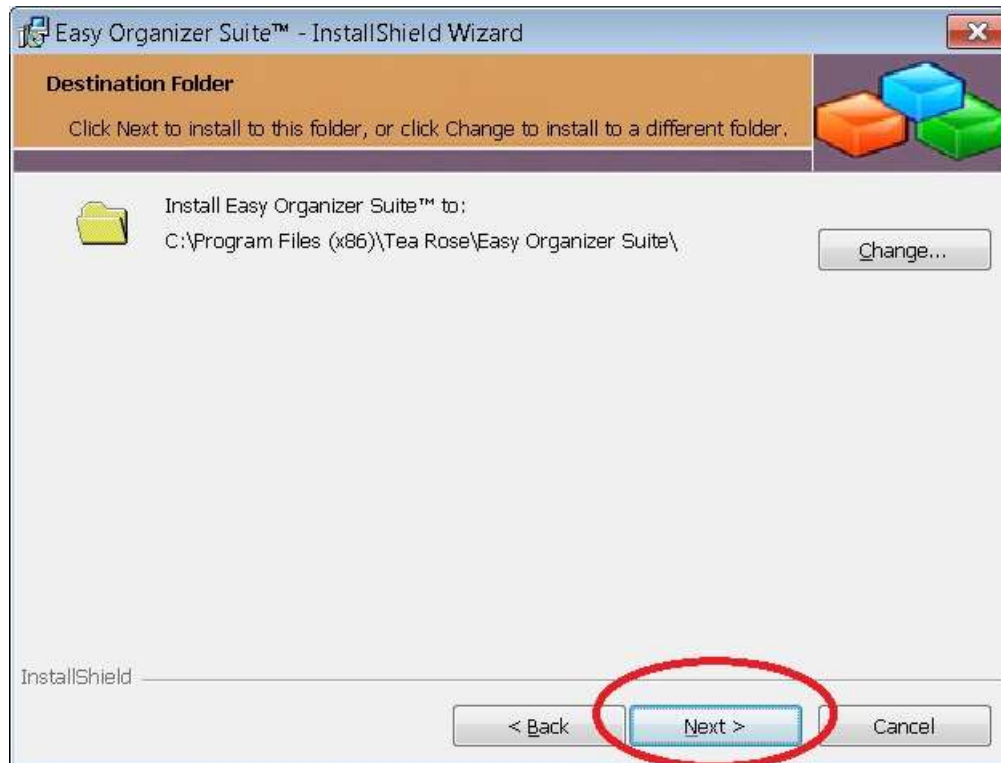 Easy Organizer Suite™ - InstallShield Wizard
Destination Folder
Click Next to install to this folder, or click Change to install to a different folder.
Install Easy Organizer Suite™ to:
C:\Program Files (x86)\Tea Rose\Easy Organizer Suite\
Change...
InstallShield
< Back
Next >
Cancel